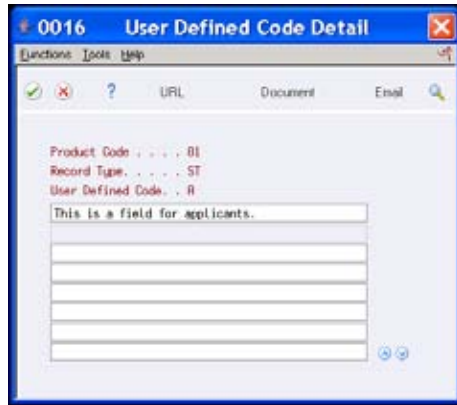 0016 User Defined Code Detail
Functions Tools Help
? URL Document Email
Product Code . . . . 01
Record Type. . . . . ST
User Defined Code. . A
This is a field for applicants.